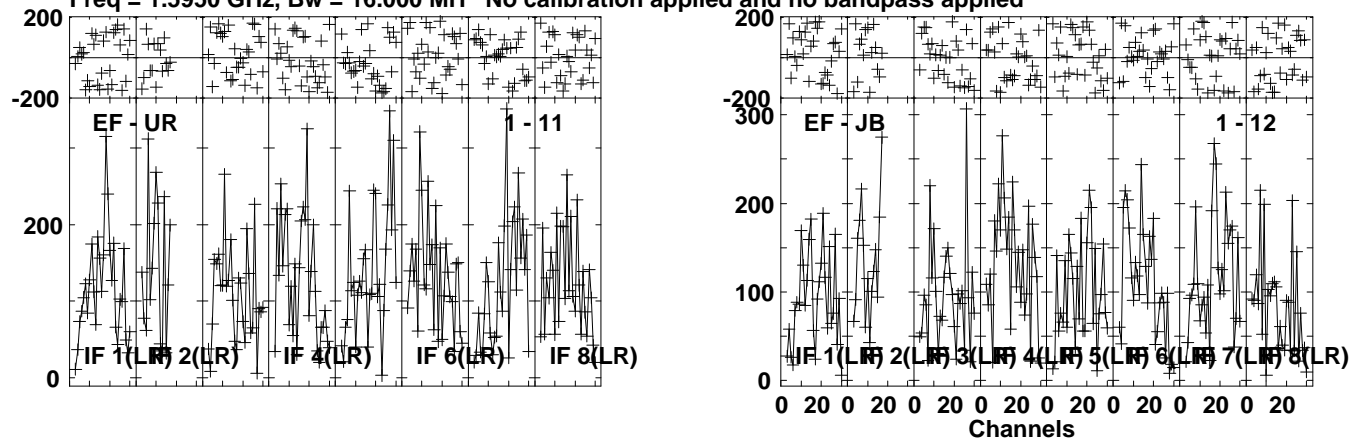 Freq = 1.5950 GHz, Bw = 16.000 MH No calibration applied and no bandpass applied
200
-200
EF - UR
1 - 11
200
0
IF 1(LR) IF 2(LR) IF 4(LR) IF 6(LR) IF 8(LR)
200
-200
300
EF - JB
1 - 12
200
100
0
IF 1(LR) IF 2(LR) IF 3(LR) IF 4(LR) IF 5(LR) IF 6(LR) IF 7(LR) IF 8(LR)
0 20 0 20 0 20 0 20 0 20 0 20 0 20 0 20
Channels